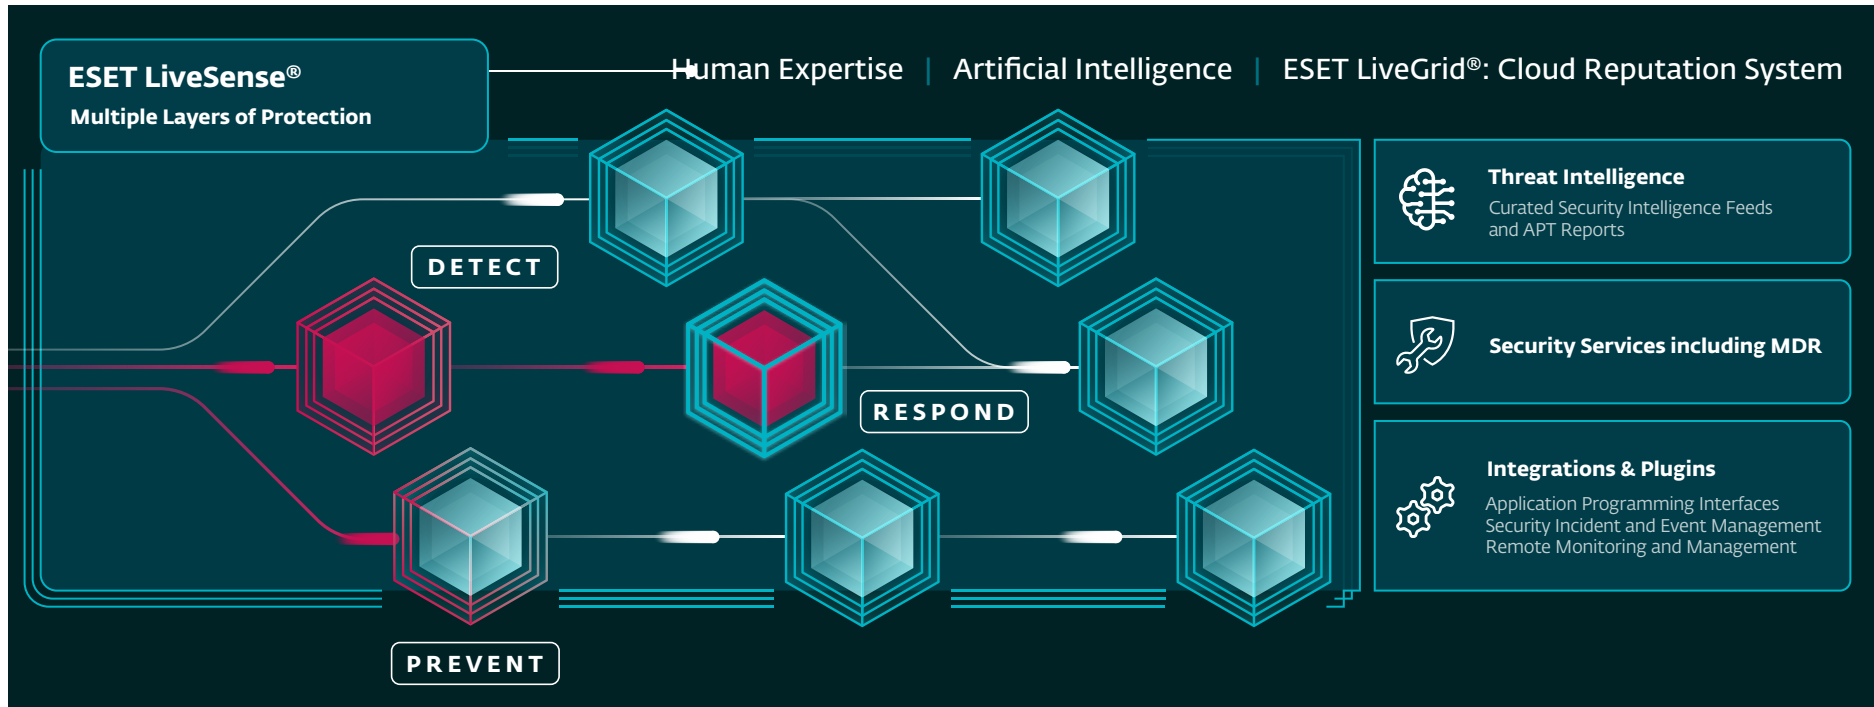 ESET LiveSense®
Multiple Layers of Protection
Human Expertise | Artificial Intelligence | ESET LiveGrid®: Cloud Reputation System
DETECT
RESPOND
PREVENT
Threat Intelligence
Curated Security Intelligence Feeds
and APT Reports
Security Services including MDR
Integrations & Plugins
Application Programming Interfaces
Security Incident and Event Management
Remote Monitoring and Management